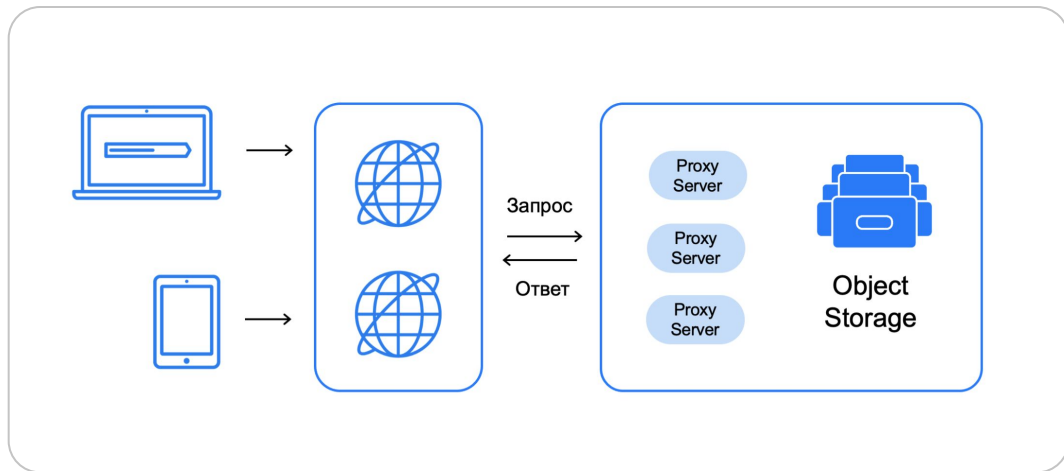 Запрос
Ответ
Proxy
Server
Proxy
Server
Proxy
Server
Object
Storage